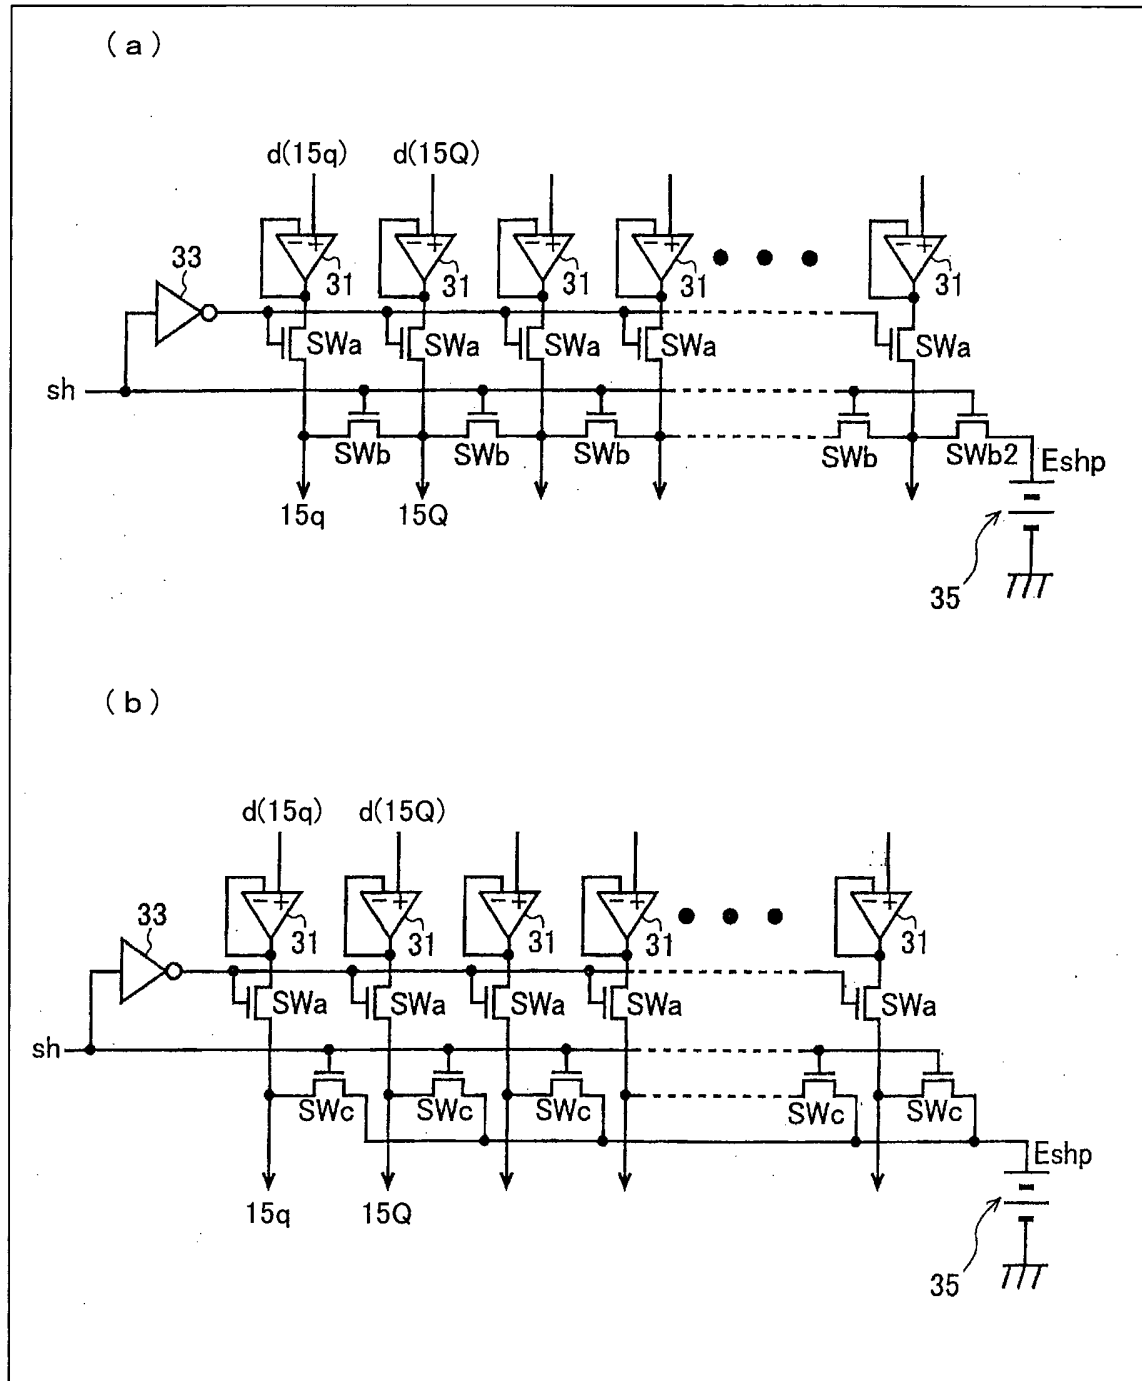 (a)
d(15q) d(15Q)
33
− + − + − + − + − +
31 31 31 31 31
SWa SWa SWa SWa SWa
sh
SWb SWb SWb SWb SWb2 Eshp
15q 15Q
35
(b)
d(15q) d(15Q)
33
− + − + − + − + − +
31 31 31 31 31
SWa SWa SWa SWa SWa
sh
SWc SWc SWc SWc SWc
Eshp
15q 15Q
35